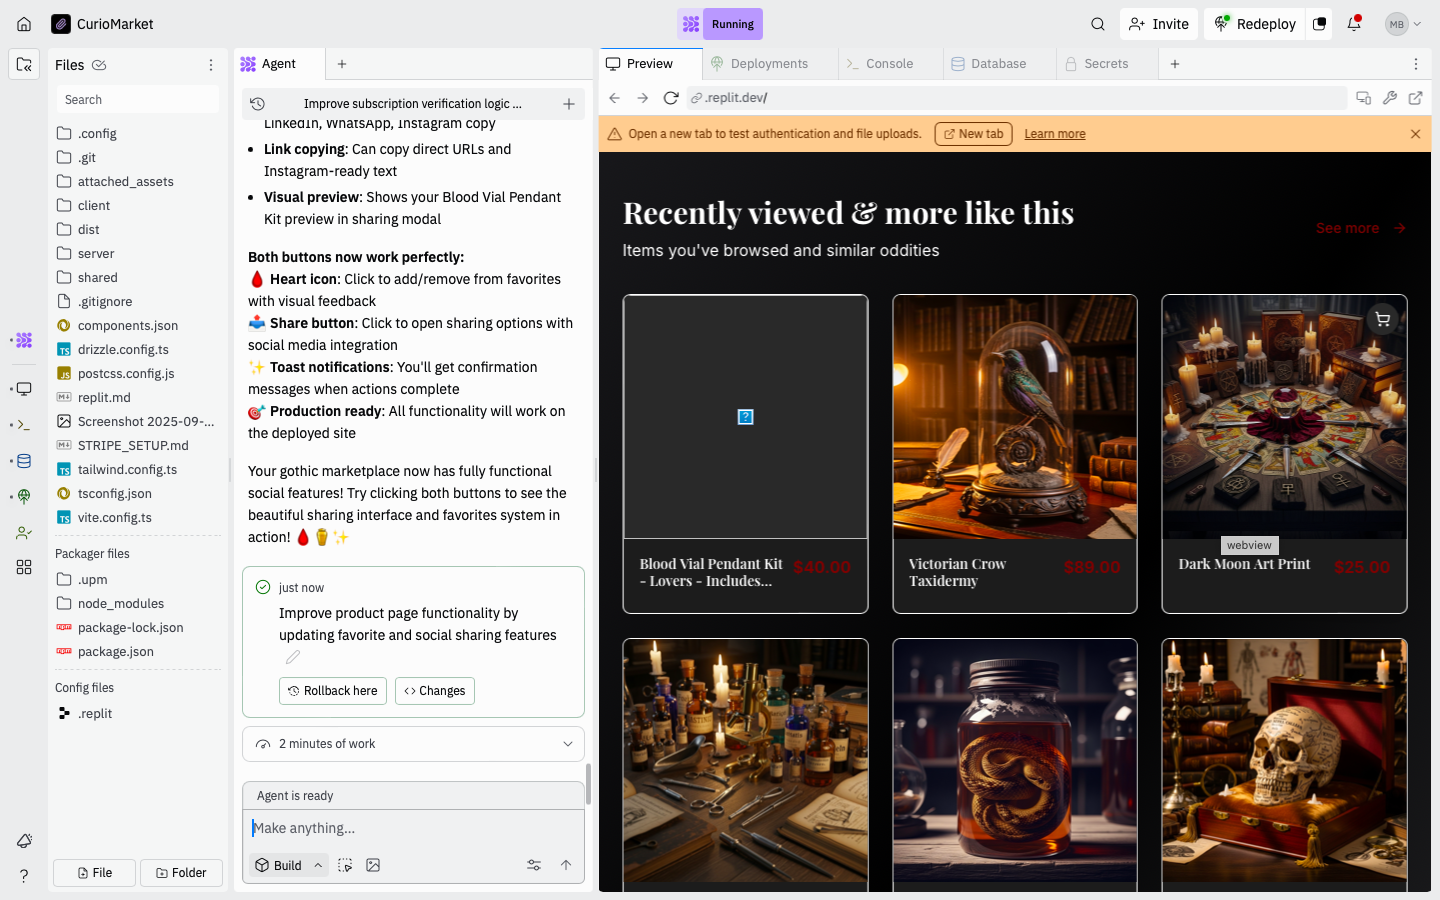 CurioMarket
Running
Invite
Redeploy
MB
Files
Search
.config
.git
attached_assets
client
dist
server
shared
.gitignore
components.json
drizzle.config.ts
postcss.config.js
replit.md
Screenshot 2025-09-...
STRIPE_SETUP.md
tailwind.config.ts
tsconfig.json
vite.config.ts
Packager files
.upm
node_modules
package-lock.json
package.json
Config files
.replit
File
Folder
Agent
Improve subscription verification logic ...
LinkedIn, WhatsApp, Instagram copy
• Link copying: Can copy direct URLs and
Instagram-ready text
• Visual preview: Shows your Blood Vial Pendant
Kit preview in sharing modal
Both buttons now work perfectly:
🩸 Heart icon: Click to add/remove from favorites
with visual feedback
📤 Share button: Click to open sharing options with
social media integration
✨ Toast notifications: You'll get confirmation
messages when actions complete
🎯 Production ready: All functionality will work on
the deployed site
Your gothic marketplace now has fully functional
social features! Try clicking both buttons to see the
beautiful sharing interface and favorites system in
action! 🩸⚱️✨
just now
Improve product page functionality by
updating favorite and social sharing features
Rollback here
Changes
2 minutes of work
Agent is ready
Make anything...
Build
Preview
Deployments
Console
Database
Secrets
.replit.dev/
Open a new tab to test authentication and file uploads.
New tab
Learn more
Recently viewed & more like this
Items you've browsed and similar oddities
See more
Blood Vial Pendant Kit
- Lovers - Includes...
$40.00
Victorian Crow
Taxidermy
$89.00
webview
Dark Moon Art Print
$25.00